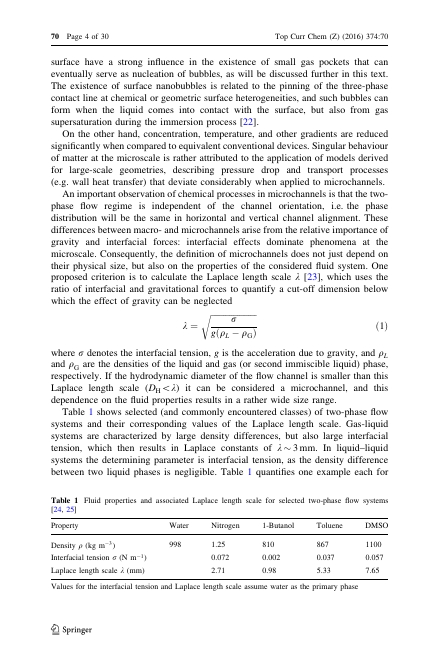 70 Page 4 of 30
Top Curr Chem (Z) (2016) 374:70
surface have a strong influence in the existence of small gas pockets that can
eventually serve as nucleation of bubbles, as will be discussed further in this text.
The existence of surface nanobubbles is related to the pinning of the three-phase
contact line at chemical or geometric surface heterogeneities, and such bubbles can
form when the liquid comes into contact with the surface, but also from gas
supersaturation during the immersion process [22].
On the other hand, concentration, temperature, and other gradients are reduced
significantly when compared to equivalent conventional devices. Singular behaviour
of matter at the microscale is rather attributed to the application of models derived
for large-scale geometries, describing pressure drop and transport processes
(e.g. wall heat transfer) that deviate considerably when applied to microchannels.
An important observation of chemical processes in microchannels is that the two-
phase flow regime is independent of the channel orientation, i.e. the phase
distribution will be the same in horizontal and vertical channel alignment. These
differences between macro- and microchannels arise from the relative importance of
gravity and interfacial forces: interfacial effects dominate phenomena at the
microscale. Consequently, the definition of microchannels does not just depend on
their physical size, but also on the properties of the considered fluid system. One
proposed criterion is to calculate the Laplace length scale λ [23], which uses the
ratio of interfacial and gravitational forces to quantify a cut-off dimension below
which the effect of gravity can be neglected
λ = √(σ / g(ρL − ρG)) (1)
where σ denotes the interfacial tension, g is the acceleration due to gravity, and ρL
and ρG are the densities of the liquid and gas (or second immiscible liquid) phase,
respectively. If the hydrodynamic diameter of the flow channel is smaller than this
Laplace length scale (DH < λ) it can be considered a microchannel, and this
dependence on the fluid properties results in a rather wide size range.
Table 1 shows selected (and commonly encountered classes) of two-phase flow
systems and their corresponding values of the Laplace length scale. Gas-liquid
systems are characterized by large density differences, but also large interfacial
tension, which then results in Laplace constants of λ ~ 3 mm. In liquid–liquid
systems the determining parameter is interfacial tension, as the density difference
between two liquid phases is negligible. Table 1 quantifies one example each for
Table 1 Fluid properties and associated Laplace length scale for selected two-phase flow systems
[24, 25]
Property Water Nitrogen 1-Butanol Toluene DMSO
Density ρ (kg m−3) 998 1.25 810 867 1100
Interfacial tension σ (N m−1) 0.072 0.002 0.037 0.057
Laplace length scale λ (mm) 2.71 0.98 5.33 7.65
Values for the interfacial tension and Laplace length scale assume water as the primary phase
Springer